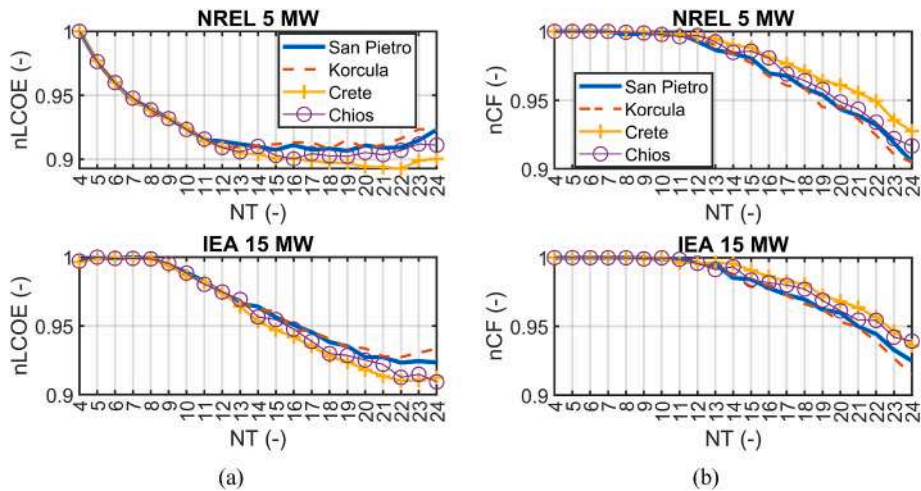 NREL 5 MW
nLCOE (-)
1
0.95
0.9
San Pietro
Korcula
Crete
Chios
4 5 6 7 8 9 10 11 12 13 14 15 16 17 18 19 20 21 22 23 24
NT (-)
NREL 5 MW
nCF (-)
1
0.95
0.9
San Pietro
Korcula
Crete
Chios
4 5 6 7 8 9 10 11 12 13 14 15 16 17 18 19 20 21 22 23 24
NT (-)
IEA 15 MW
nLCOE (-)
1
0.95
0.9
4 5 6 7 8 9 10 11 12 13 14 15 16 17 18 19 20 21 22 23 24
NT (-)
IEA 15 MW
nCF (-)
1
0.95
0.9
4 5 6 7 8 9 10 11 12 13 14 15 16 17 18 19 20 21 22 23 24
NT (-)
(a)
(b)